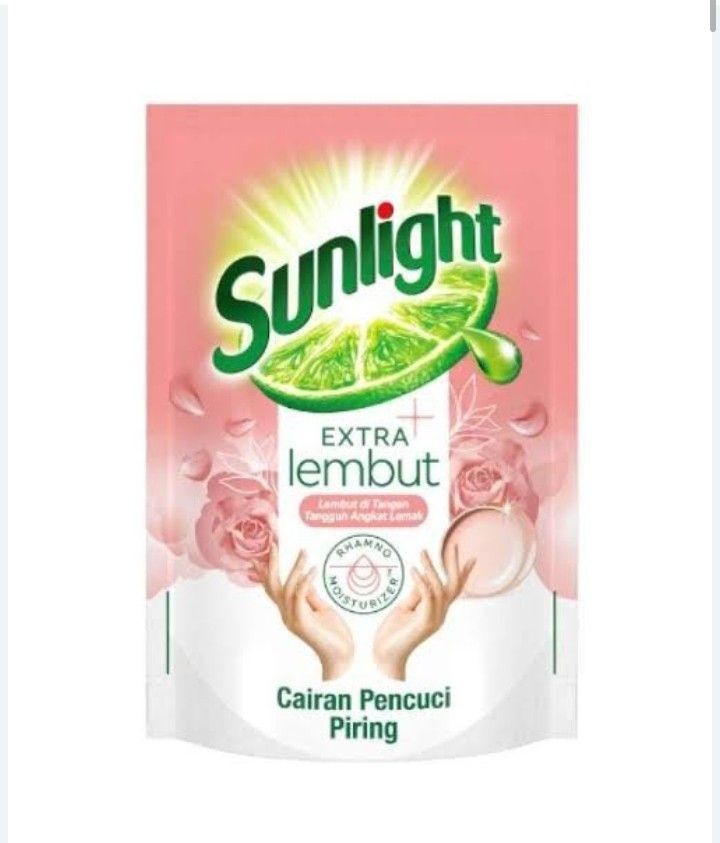 Sunlight
EXTRA
lembut
Lembut di Tangan
Tangguh Angkat Lemak
RHAMNO
MOISTURIZER
Cairan Pencuci
Piring